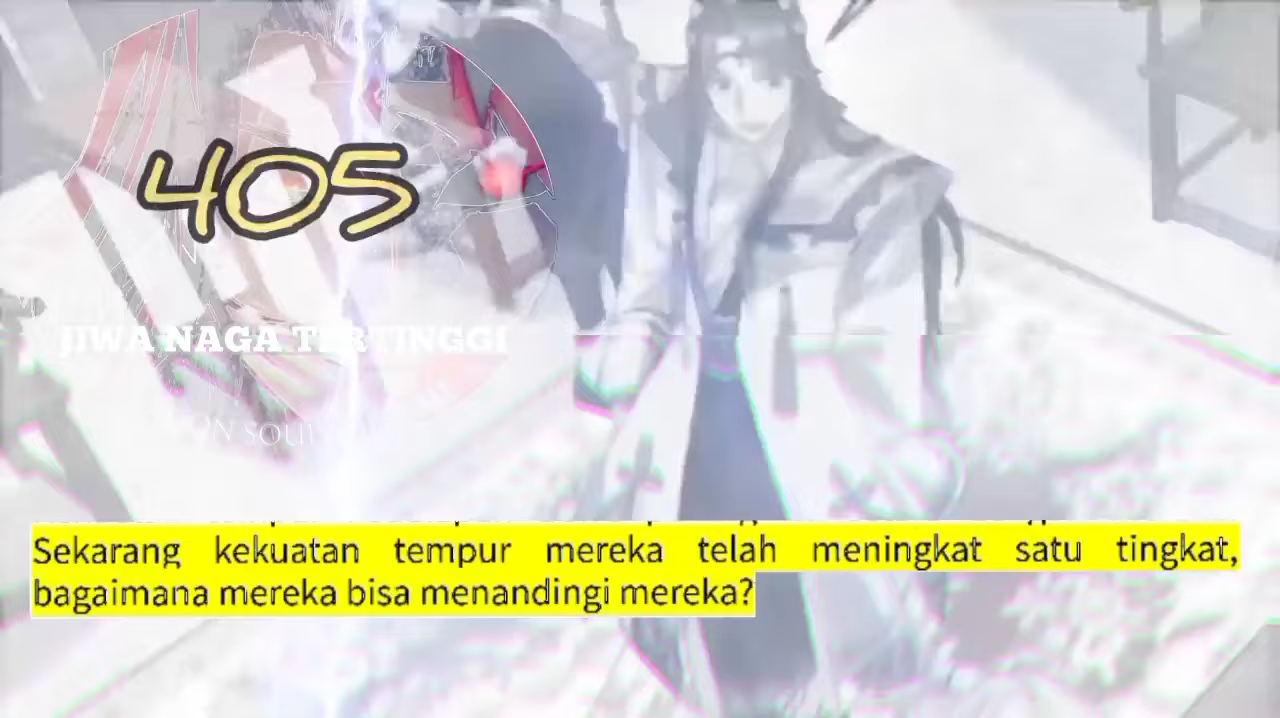 405
JIWA NAGA TERTINGGI
Sekarang kekuatan tempur mereka telah meningkat satu tingkat,
bagaimana mereka bisa menandingi mereka?